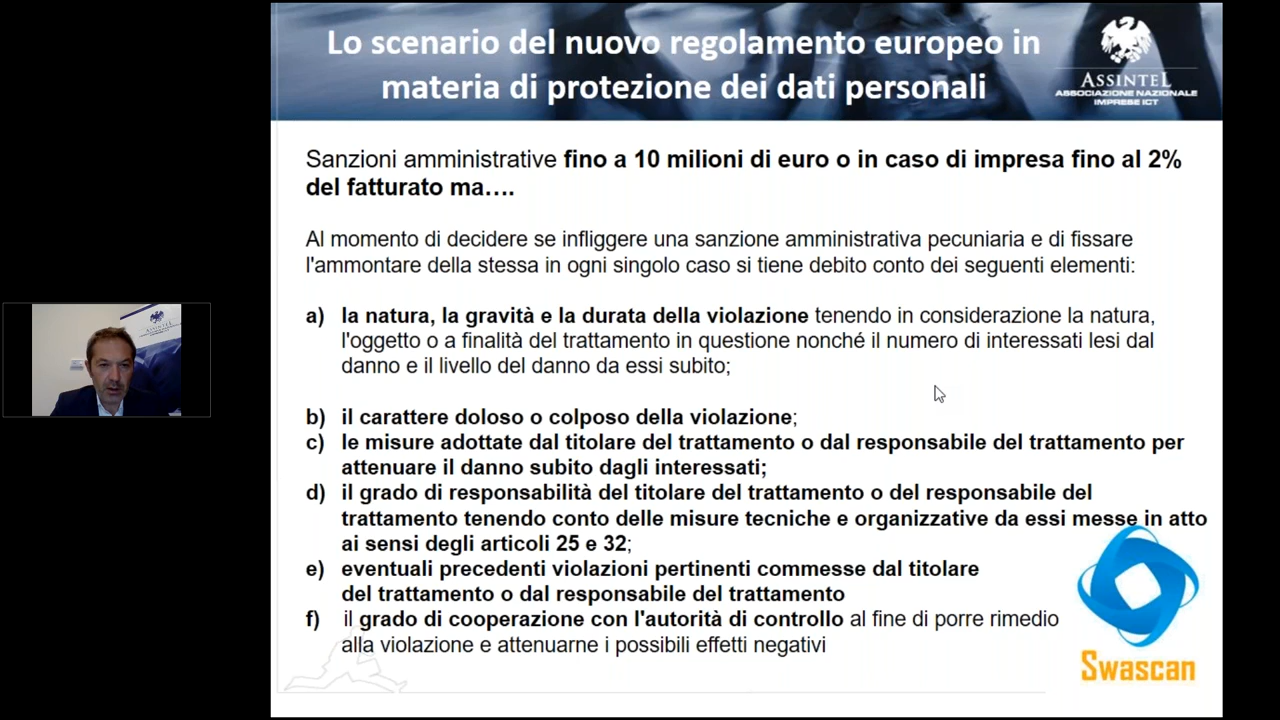 Lo scenario del nuovo regolamento europeo in
materia di protezione dei dati personali
ASSINTEL
ASSOCIAZIONE NAZIONALE
IMPRESE ICT
Sanzioni amministrative fino a 10 milioni di euro o in caso di impresa fino al 2%
del fatturato ma….
Al momento di decidere se infliggere una sanzione amministrativa pecuniaria e di fissare
l'ammontare della stessa in ogni singolo caso si tiene debito conto dei seguenti elementi:
a) la natura, la gravità e la durata della violazione tenendo in considerazione la natura,
l'oggetto o a finalità del trattamento in questione nonché il numero di interessati lesi dal
danno e il livello del danno da essi subito;
b) il carattere doloso o colposo della violazione;
c) le misure adottate dal titolare del trattamento o dal responsabile del trattamento per
attenuare il danno subito dagli interessati;
d) il grado di responsabilità del titolare del trattamento o del responsabile del
trattamento tenendo conto delle misure tecniche e organizzative da essi messe in atto
ai sensi degli articoli 25 e 32;
e) eventuali precedenti violazioni pertinenti commesse dal titolare
del trattamento o dal responsabile del trattamento
f) il grado di cooperazione con l'autorità di controllo al fine di porre rimedio
alla violazione e attenuarne i possibili effetti negativi
Swascan
ASSINTEL